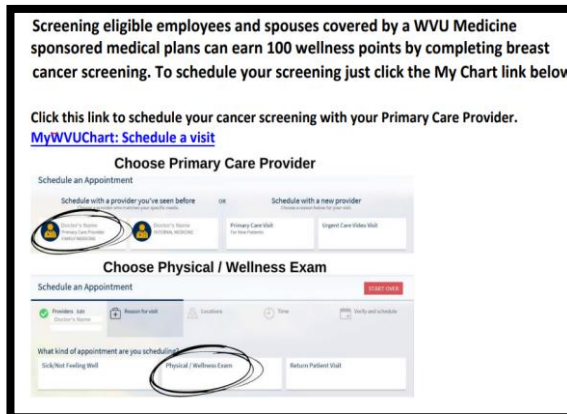 Screening eligible employees and spouses covered by a WVU Medicine
sponsored medical plans can earn 100 wellness points by completing breast
cancer screening. To schedule your screening just click the My Chart link below
Click this link to schedule your cancer screening with your Primary Care Provider.
MyWVUChart: Schedule a visit
Choose Primary Care Provider
Schedule an Appointment
Schedule with a provider you've seen before OR Schedule with a new provider
Doctor's Name Doctor's Name Primary Care Visit Urgent Care Video Visit
Primary Care Provider INTERNAL MEDICINE For New Patients
FAMILY MEDICINE
Choose Physical / Wellness Exam
Schedule an Appointment START OVER
Providers Edit Reason for visit Locations Time Verify and schedule
Doctor's Name
What kind of appointment are you scheduling?
Sick/Not Feeling Well Physical / Wellness Exam Return Patient Visit